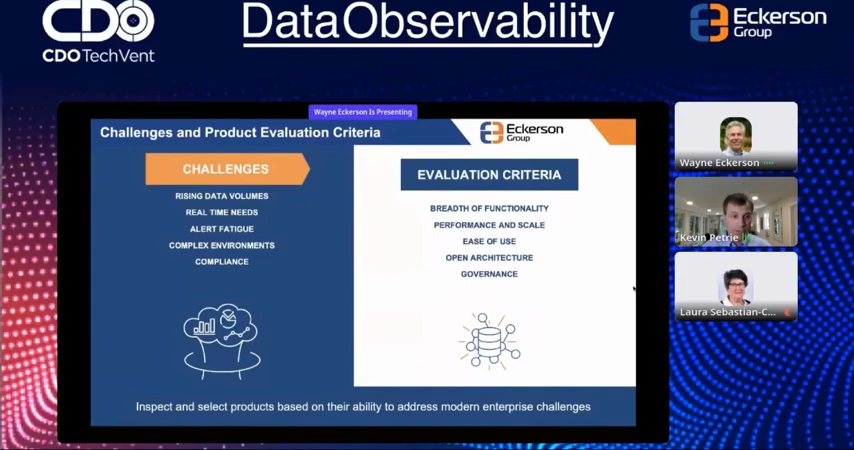 CDO
CDO TechVent
Data Observability
Eckerson
Group
Wayne Eckerson Is Presenting
Challenges and Product Evaluation Criteria
Eckerson
Group
CHALLENGES
RISING DATA VOLUMES
REAL TIME NEEDS
ALERT FATIGUE
COMPLEX ENVIRONMENTS
COMPLIANCE
EVALUATION CRITERIA
BREADTH OF FUNCTIONALITY
PERFORMANCE AND SCALE
EASE OF USE
OPEN ARCHITECTURE
GOVERNANCE
Inspect and select products based on their ability to address modern enterprise challenges
Wayne Eckerson
Kevin Petrie
Laura Sebastian-C...